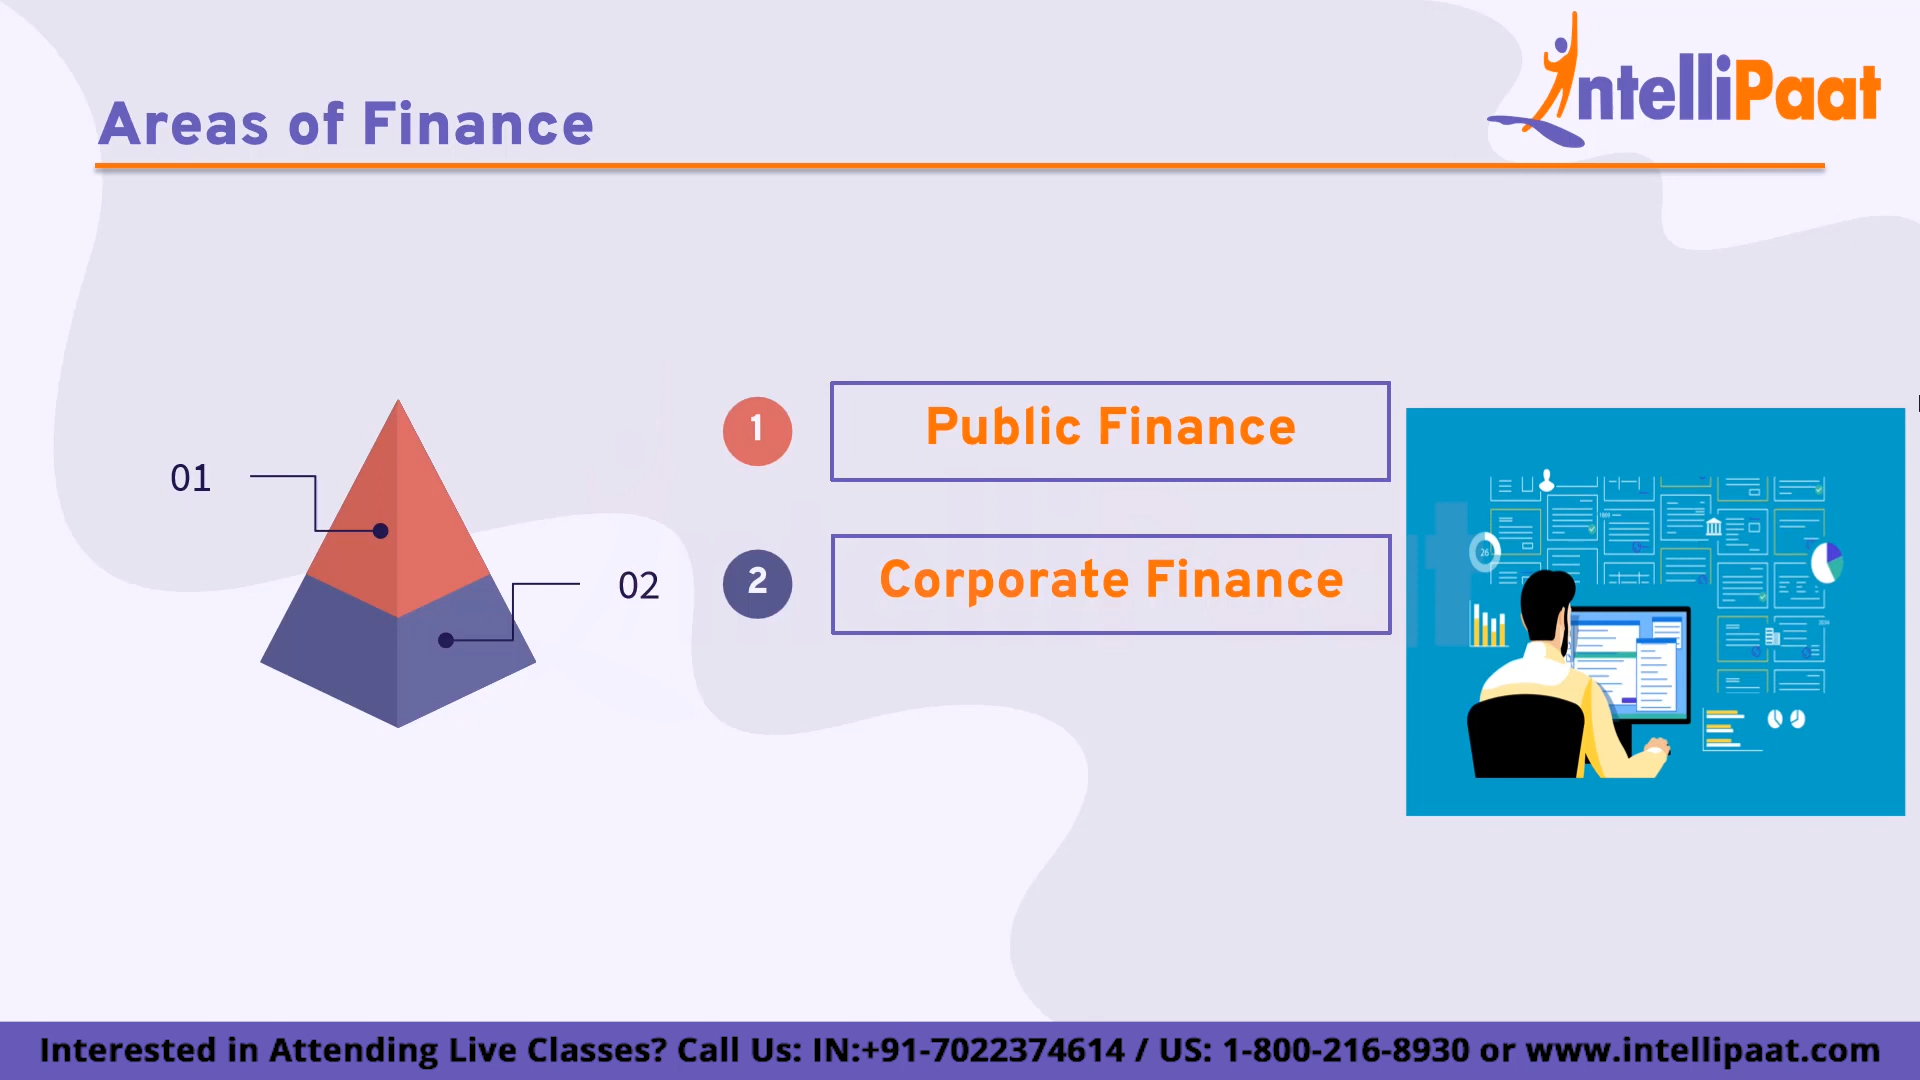 IntelliPaat
Areas of Finance
01
02
1
Public Finance
2
Corporate Finance
26
Interested in Attending Live Classes? Call Us: IN:+91-7022374614 / US: 1-800-216-8930 or www.intellipaat.com